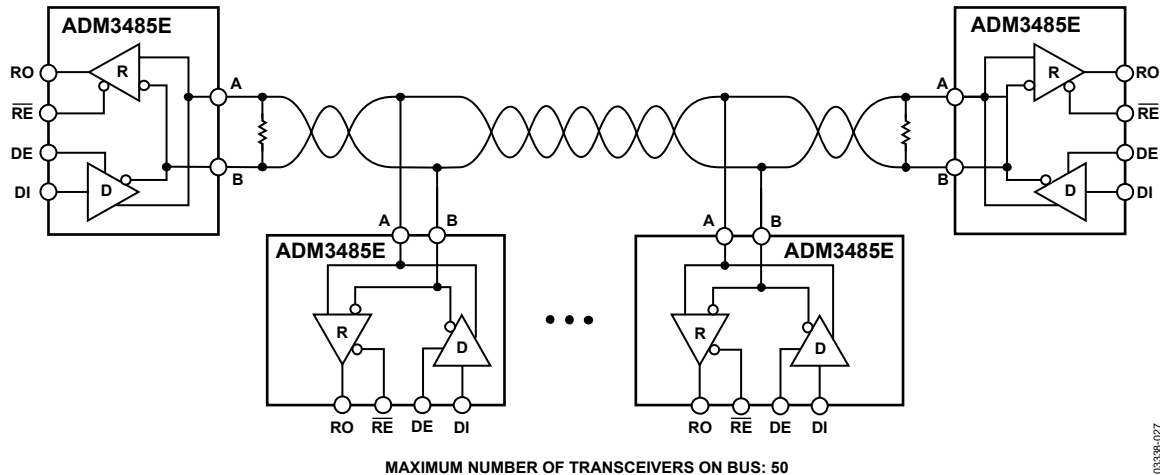 ADM3485E
RO
R
A
RE
DE
DI
D
B
ADM3485E
A
R
RO
RE
DE
B
D
DI
A
B
ADM3485E
R
D
RO
RE
DE
DI
A
B
ADM3485E
R
D
RO
RE
DE
DI
MAXIMUM NUMBER OF TRANSCEIVERS ON BUS: 50
03338-027